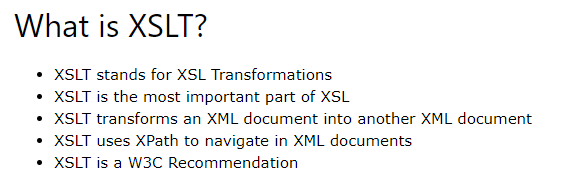 What is XSLT?
• XSLT stands for XSL Transformations
• XSLT is the most important part of XSL
• XSLT transforms an XML document into another XML document
• XSLT uses XPath to navigate in XML documents
• XSLT is a W3C Recommendation